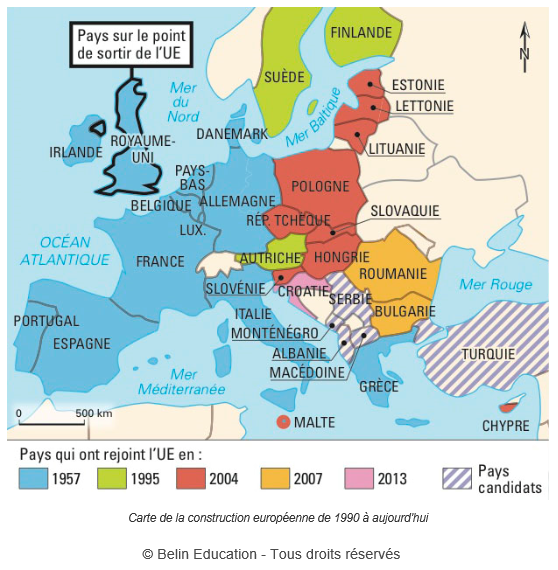 Pays sur le point
de sortir de l'UE
FINLANDE
N
SUÈDE
Mer
du
Nord
Mer Baltique
ESTONIE
LETTONIE
LITUANIE
DANEMARK
IRLANDE
ROYAUME-
UNI
PAYS-
BAS
BELGIQUE
ALLEMAGNE
LUX.
POLOGNE
RÉP. TCHÈQUE
SLOVAQUIE
OCÉAN
ATLANTIQUE
FRANCE
AUTRICHE
HONGRIE
ROUMANIE
SLOVÉNIE
CROATIE
SERBIE
Mer Rouge
PORTUGAL
ESPAGNE
ITALIE
MONTÉNÉGRO
BULGARIE
ALBANIE
MACÉDOINE
TURQUIE
Mer
Méditerranée
GRÈCE
0 500 km
MALTE
CHYPRE
Pays qui ont rejoint l'UE en :
1957 1995 2004 2007 2013 Pays
candidats
Carte de la construction européenne de 1990 à aujourd'hui
© Belin Education - Tous droits réservés